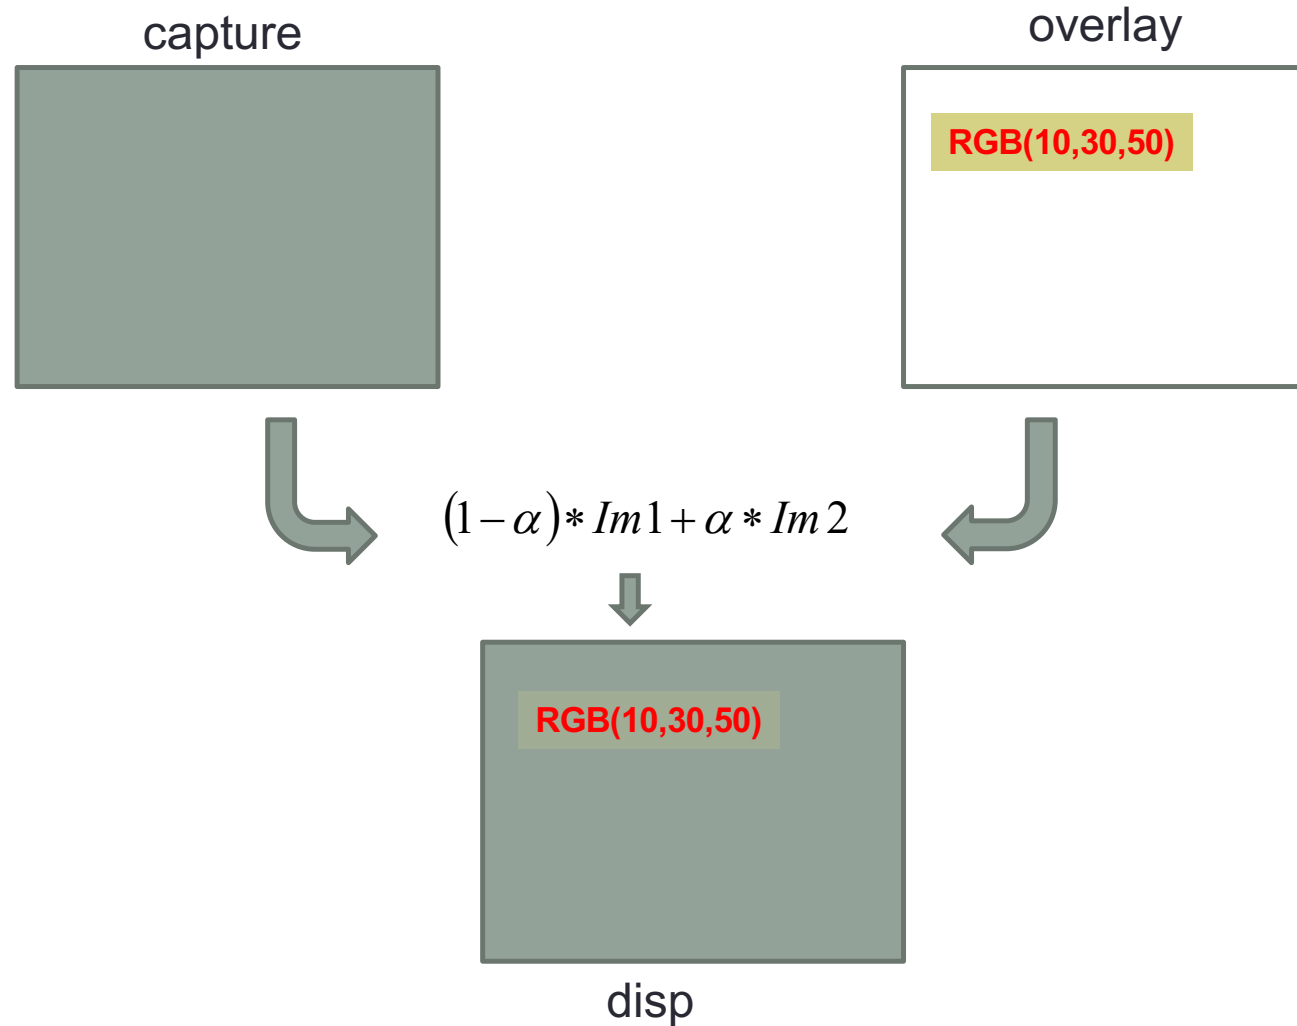 capture
overlay
RGB(10,30,50)
(1-α)* Im1+α* Im2
RGB(10,30,50)
disp